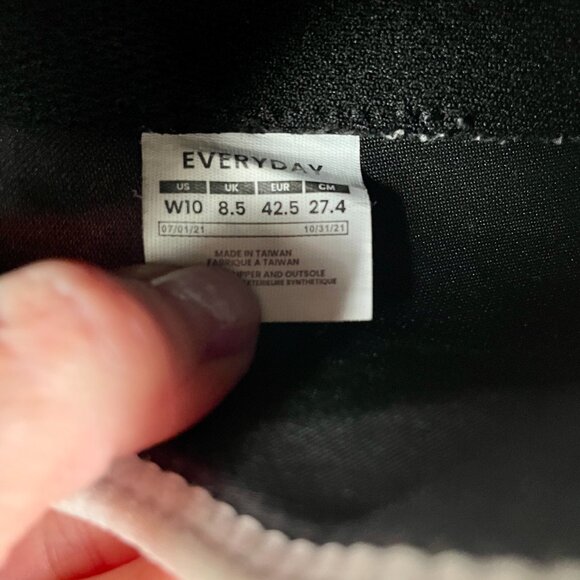 EVERYDAY
US UK EUR CM
W10 8.5 42.5 27.4
07/01/21 10/31/21
MADE IN TAIWAN
FABRIQUE A TAIWAN
UPPER AND OUTSOLE
SYNTHETIQUE